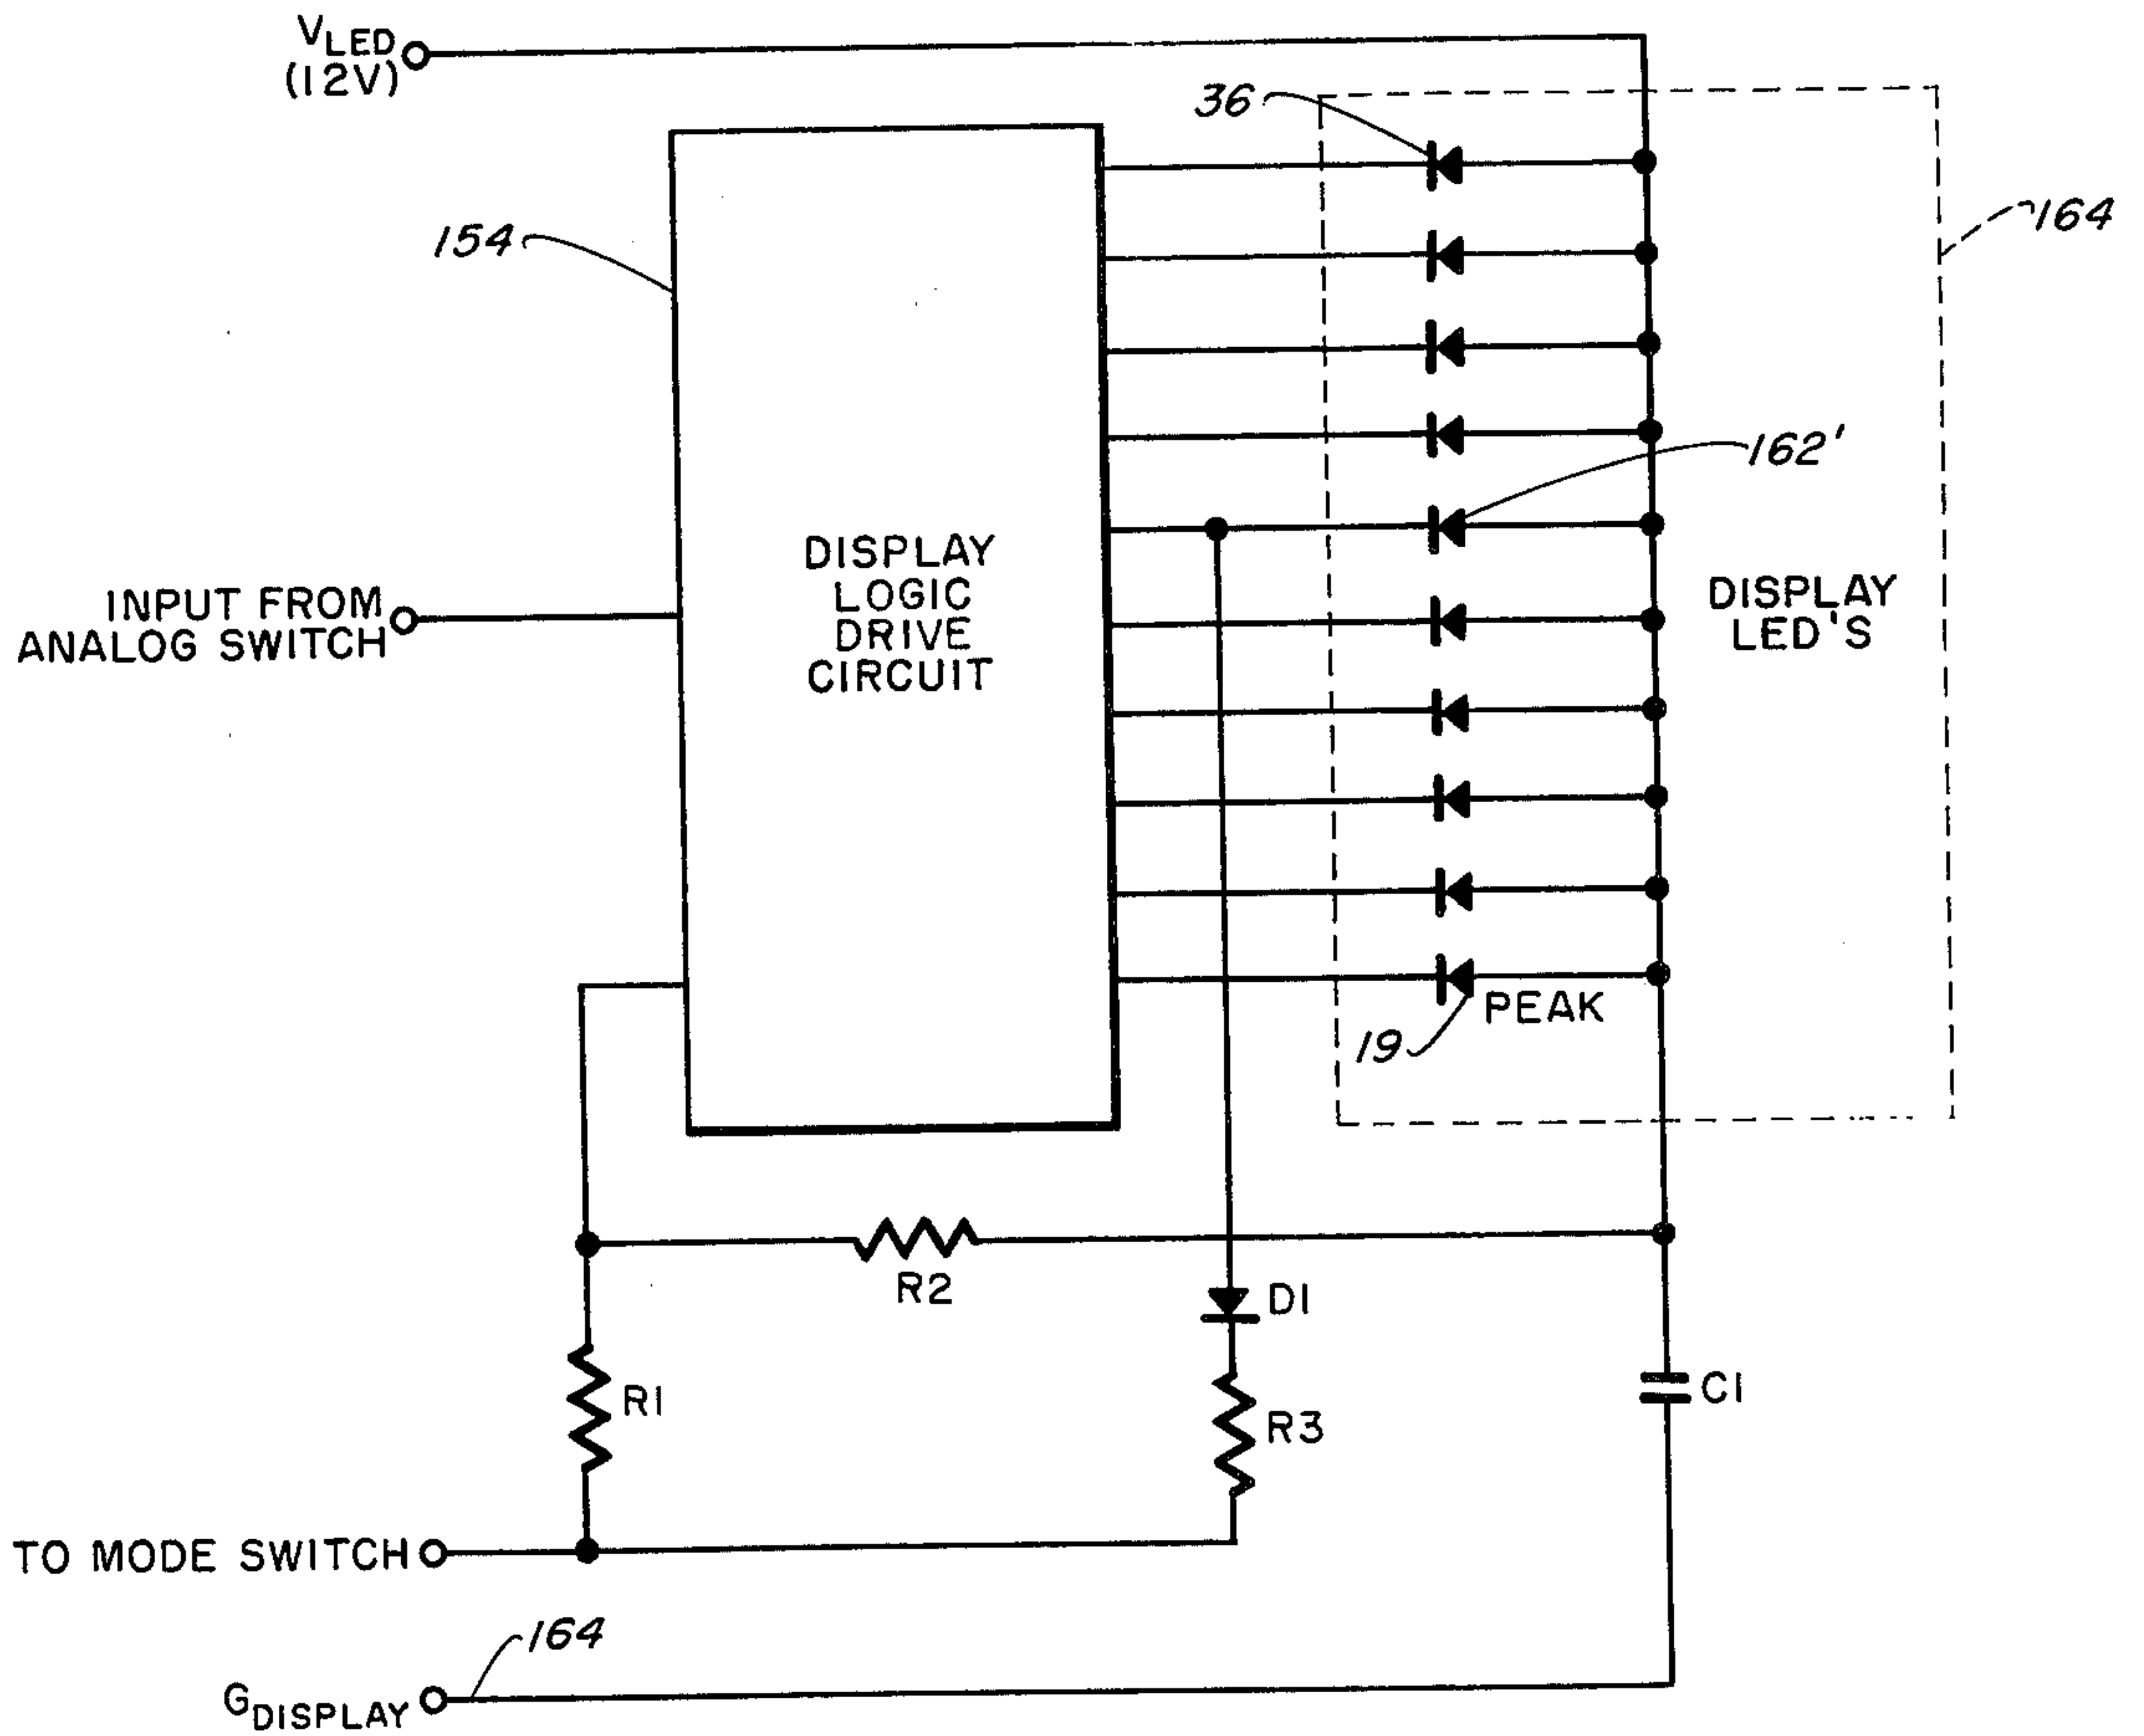 VLED
(12V)
36
164
154
162'
DISPLAY
LOGIC
DRIVE
CIRCUIT
INPUT FROM
ANALOG SWITCH
DISPLAY
LED'S
PEAK
19
R2
D1
R1
R3
C1
TO MODE SWITCH
164
GDISPLAY